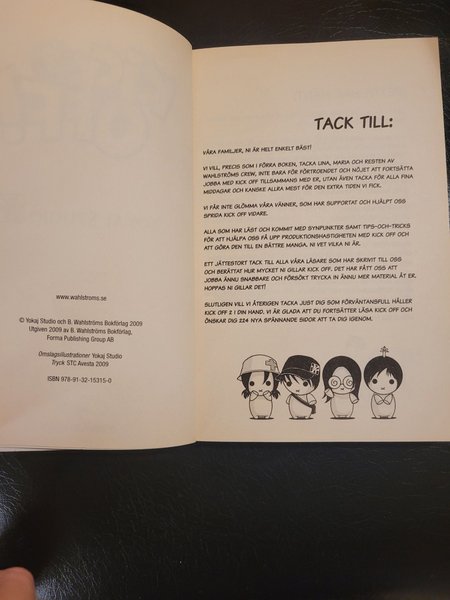 www.wahlstroms.se
© Yokaj Studio och B. Wahlströms Bokförlag 2009
Utgiven 2009 av B. Wahlströms Bokförlag,
Forma Publishing Group AB
Omslagsillustrationer Yokaj Studio
Tryck STC Avesta 2009
ISBN 978-91-32-15315-0
TACK TILL:
VÅRA FAMILJER, NI ÄR HELT ENKELT BÄST!
VI VILL, PRECIS SOM I FÖRRA BOKEN, TACKA LINA, MARIA OCH RESTEN AV
WAHLSTRÖMS CREW, INTE BARA FÖR FÖRTROENDET OCH NÖJET ATT FORTSÄTTA
JOBBA MED KICK OFF TILLSAMMANS MED ER, UTAN ÄVEN TACKA FÖR ALLA FINA
MIDDAGAR OCH KANSKE ALLRA MEST FÖR DEN EXTRA TIDEN VI FICK.
VI FÅR INTE GLÖMMA VÅRA VÄNNER, SOM HAR SUPPORTAT OCH HJÄLPT OSS
SPRIDA KICK OFF VIDARE.
ALLA SOM HAR LÄST OCH KOMMIT MED SYNPUNKTER SAMT TIPS-OCH-TRICKS
FÖR ATT HJÄLPA OSS FÅ UPP PRODUKTIONSHASTIGHETEN MED KICK OFF OCH
ATT GÖRA DEN TILL EN BÄTTRE MANGA. NI VET VILKA NI ÄR.
ETT JÄTTESTORT TACK TILL ALLA VÅRA LÄSARE SOM HAR SKRIVIT TILL OSS
OCH BERÄTTAT HUR MYCKET NI GILLAR KICK OFF. DET HAR FÅTT OSS ATT
JOBBA ÄNNU SNABBARE OCH FÖRSÖKT TRYCKA IN ÄNNU MER MATERIAL ÅT ER.
HOPPAS NI GILLAR DET!
SLUTLIGEN VILL VI ÅTERIGEN TACKA JUST DIG SOM FÖRVÄNTANSFULL HÅLLER
KICK OFF 2 I DIN HAND. VI ÄR GLADA ATT DU FORTSÄTTER LÄSA KICK OFF OCH
ÖNSKAR DIG 224 NYA SPÄNNANDE SIDOR ATT TA DIG IGENOM.